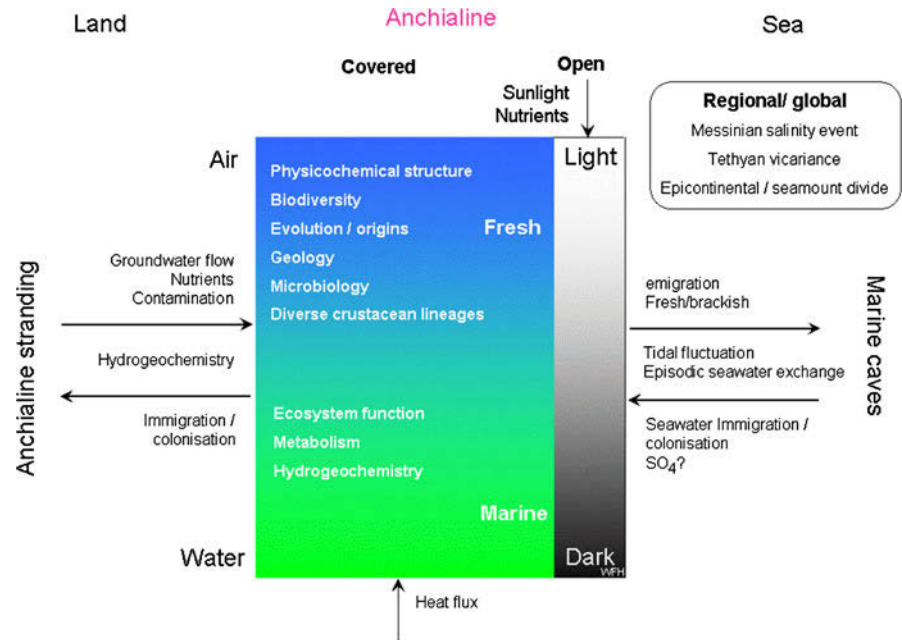 Land
Anchialine
Sea
Covered
Open
Sunlight
Nutrients
Regional/ global
Messinian salinity event
Tethyan vicariance
Epicontinental / seamount divide
Air
Light
Physicochemical structure
Biodiversity
Evolution / origins
Fresh
Geology
Microbiology
Diverse crustacean lineages
Anchialine stranding
Groundwater flow
Nutrients
Contamination
Hydrogeochemistry
Immigration /
colonisation
emigration
Fresh/brackish
Tidal fluctuation
Episodic seawater exchange
Seawater Immigration /
colonisation
SO₄?
Marine caves
Ecosystem function
Metabolism
Hydrogeochemistry
Marine
Water
Dark
WFH
Heat flux